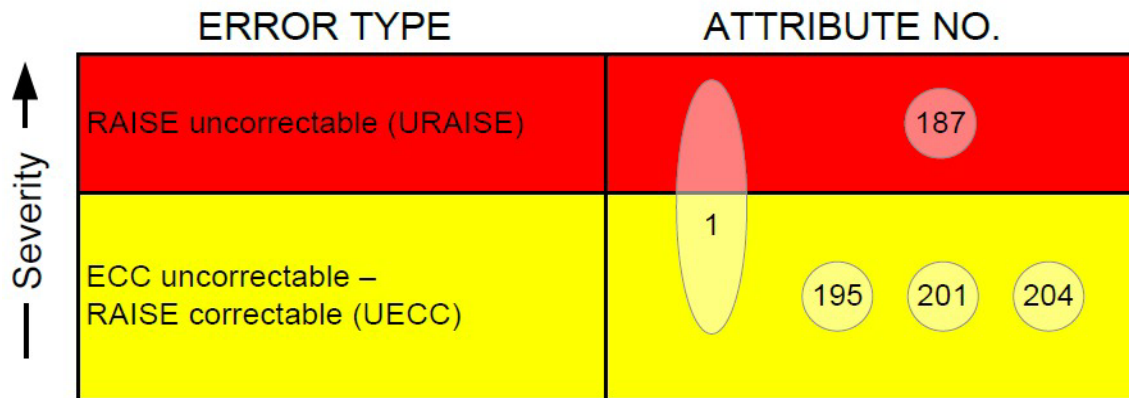 ERROR TYPE
ATTRIBUTE NO.
Severity
RAISE uncorrectable (URAISE)
187
1
ECC uncorrectable –
RAISE correctable (UECC)
195
201
204